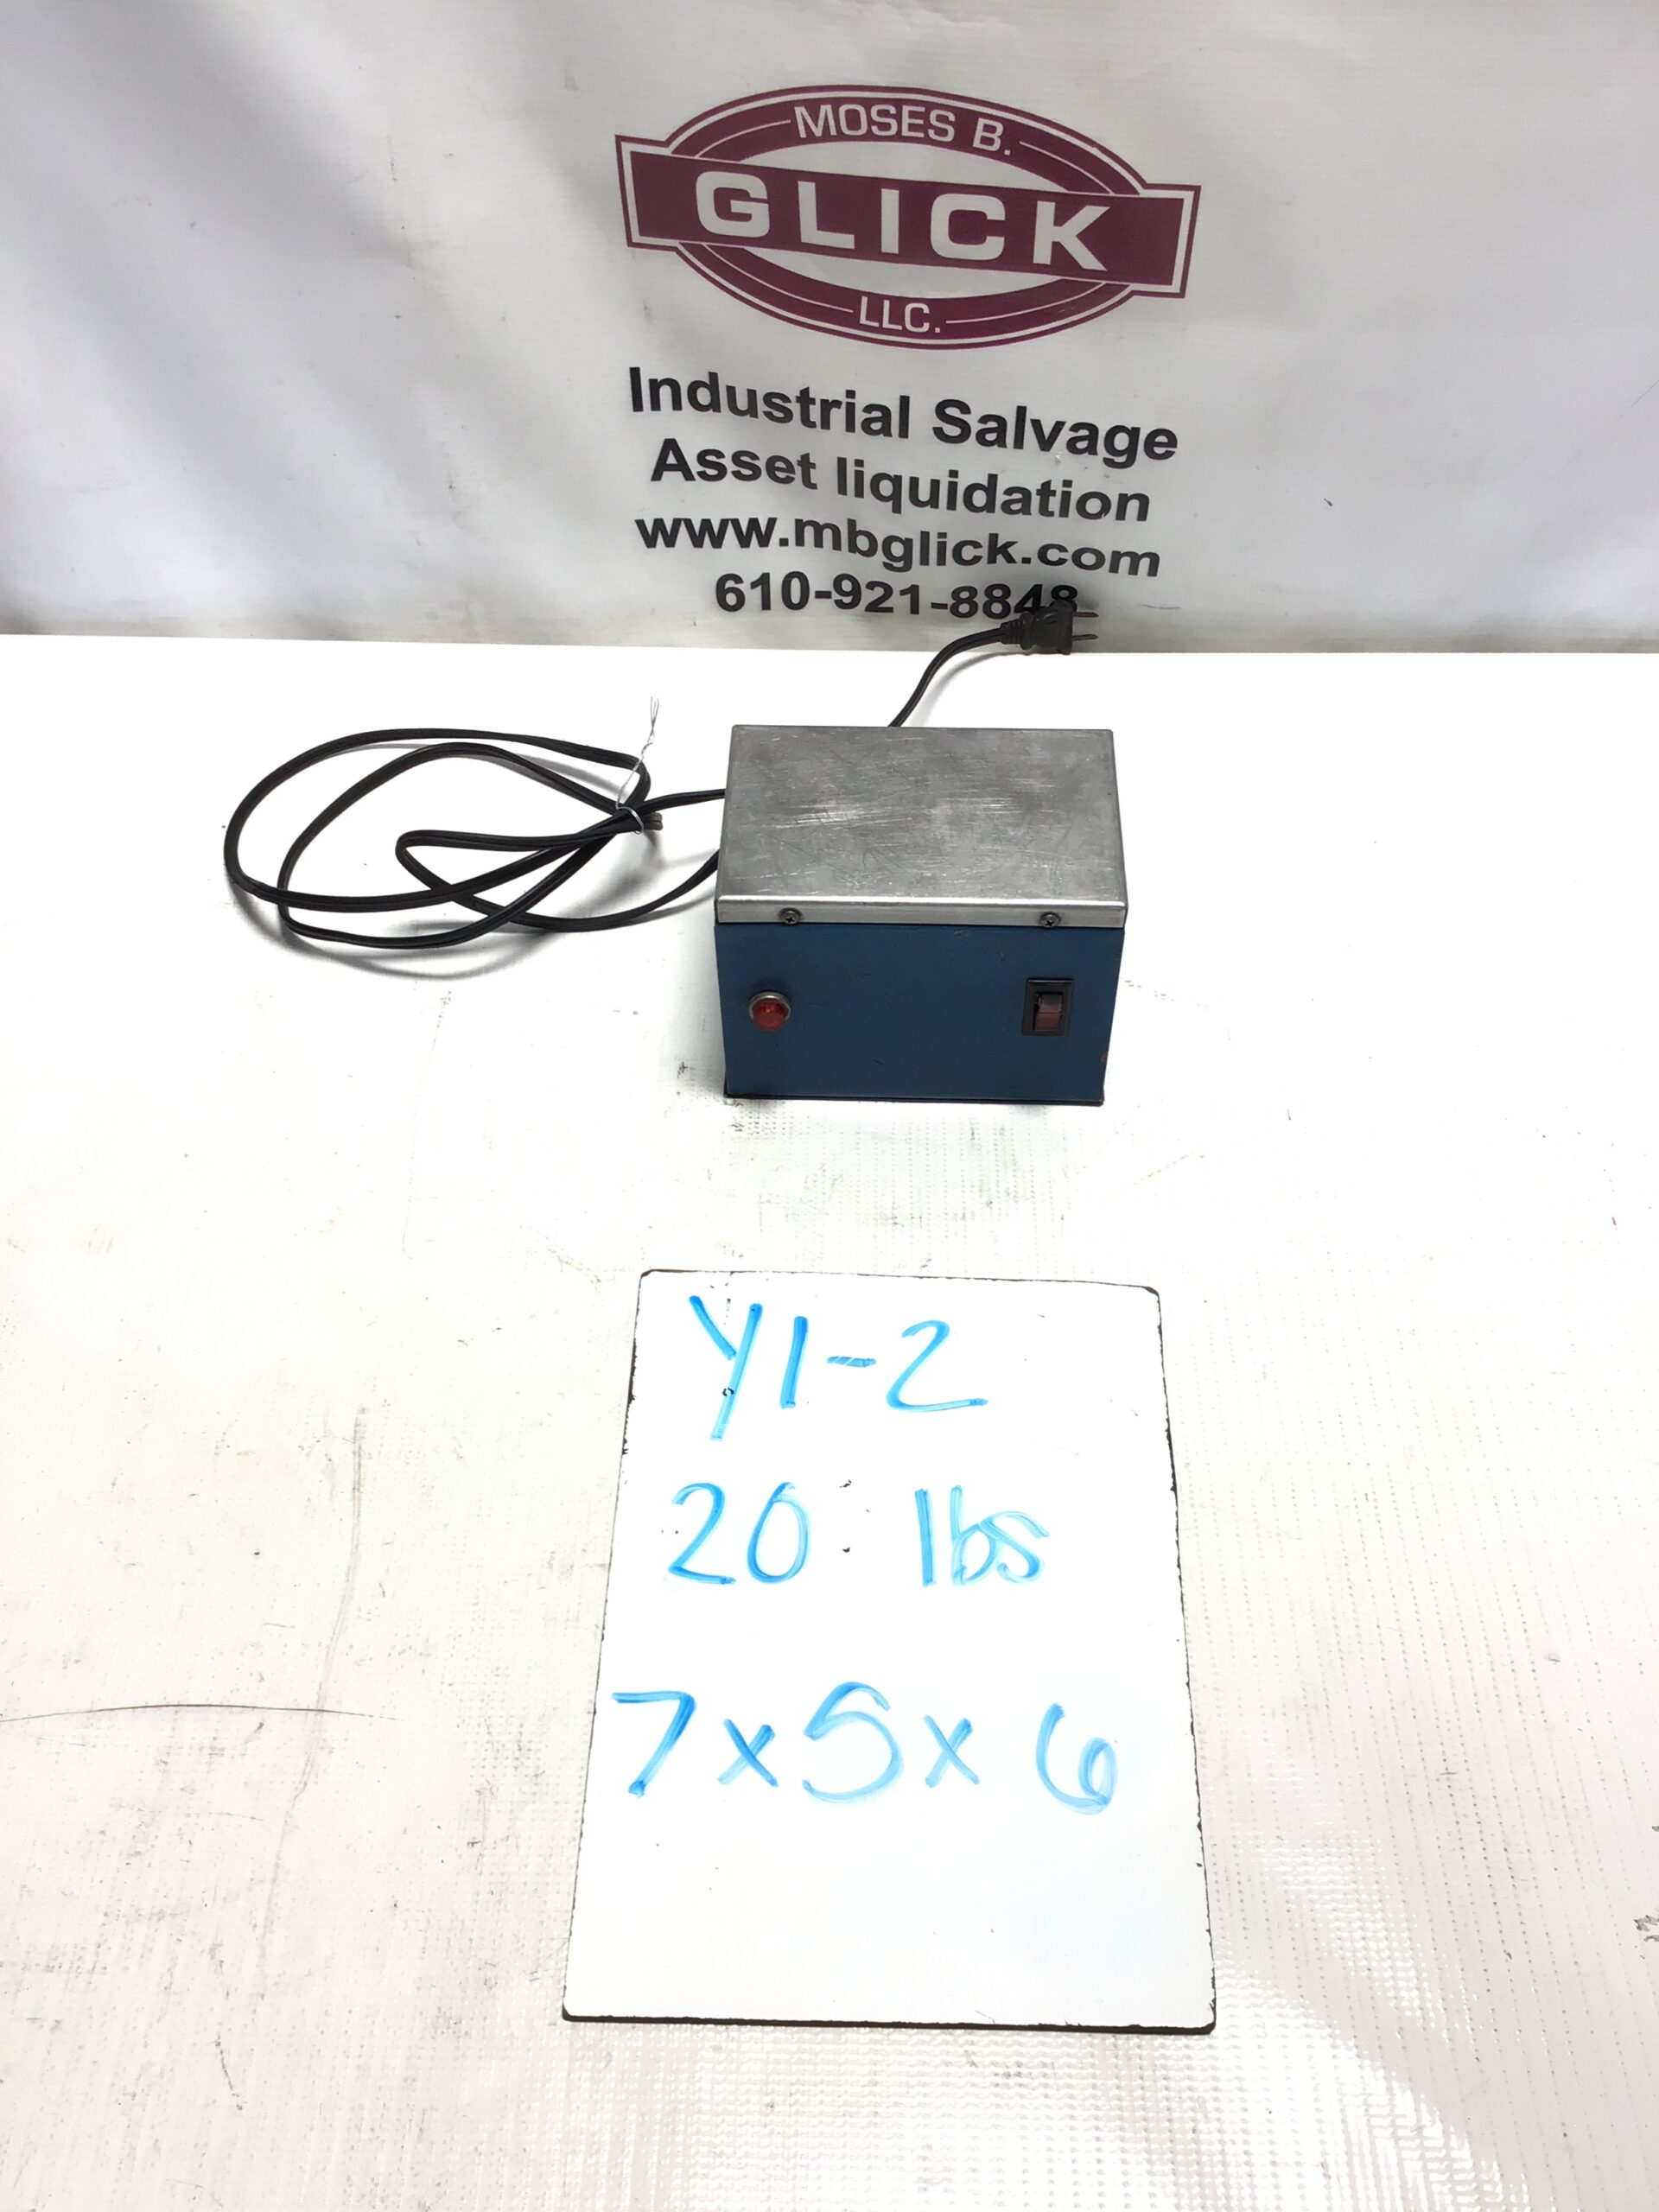 MOSES B.
GLICK
LLC.
Industrial Salvage
Asset liquidation
www.mbglick.com
610-921-8848
Y1-2
20 lbs
7x5x6